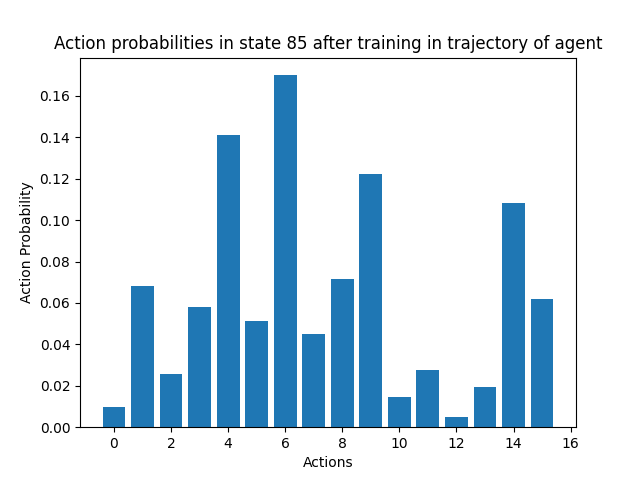 Action probabilities in state 85 after training in trajectory of agent
0.16
0.14
0.12
0.10
0.08
0.06
0.04
0.02
0.00
Action Probability
0 2 4 6 8 10 12 14 16
Actions